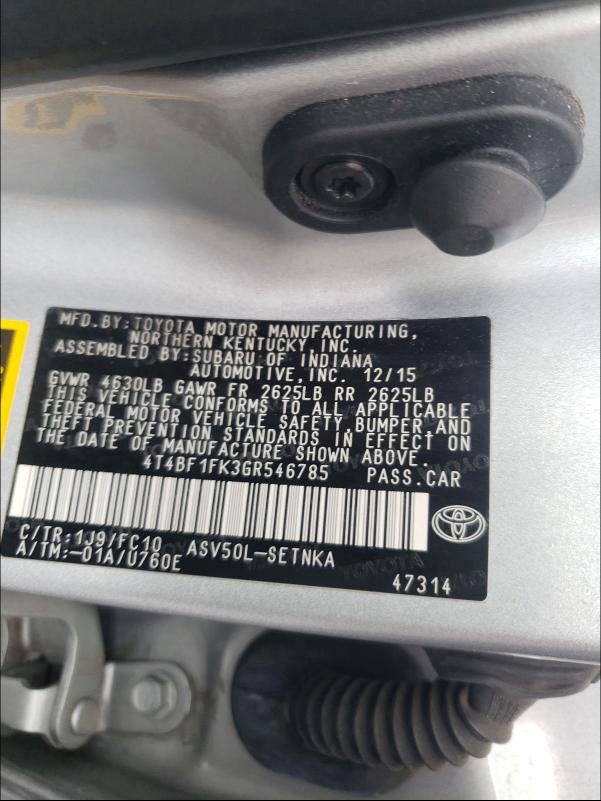 MFD.BY:TOYOTA MOTOR MANUFACTURING,
NORTHERN KENTUCKY,INC.
ASSEMBLED BY:SUBARU OF INDIANA
AUTOMOTIVE,INC. 12/15
GVWR 4630LB GAWR FR 2625LB RR 2625LB
THIS VEHICLE CONFORMS TO ALL APPLICABLE
FEDERAL MOTOR VEHICLE SAFETY,BUMPER AND
THEFT PREVENTION STANDARDS IN EFFECT ON
THE DATE OF MANUFACTURE SHOWN ABOVE.
4T4BF1FK3GR546785 PASS.CAR
C/TR:1J9/FC10 ASV50L-SETNKA
A/TM:-01A/U760E
47314